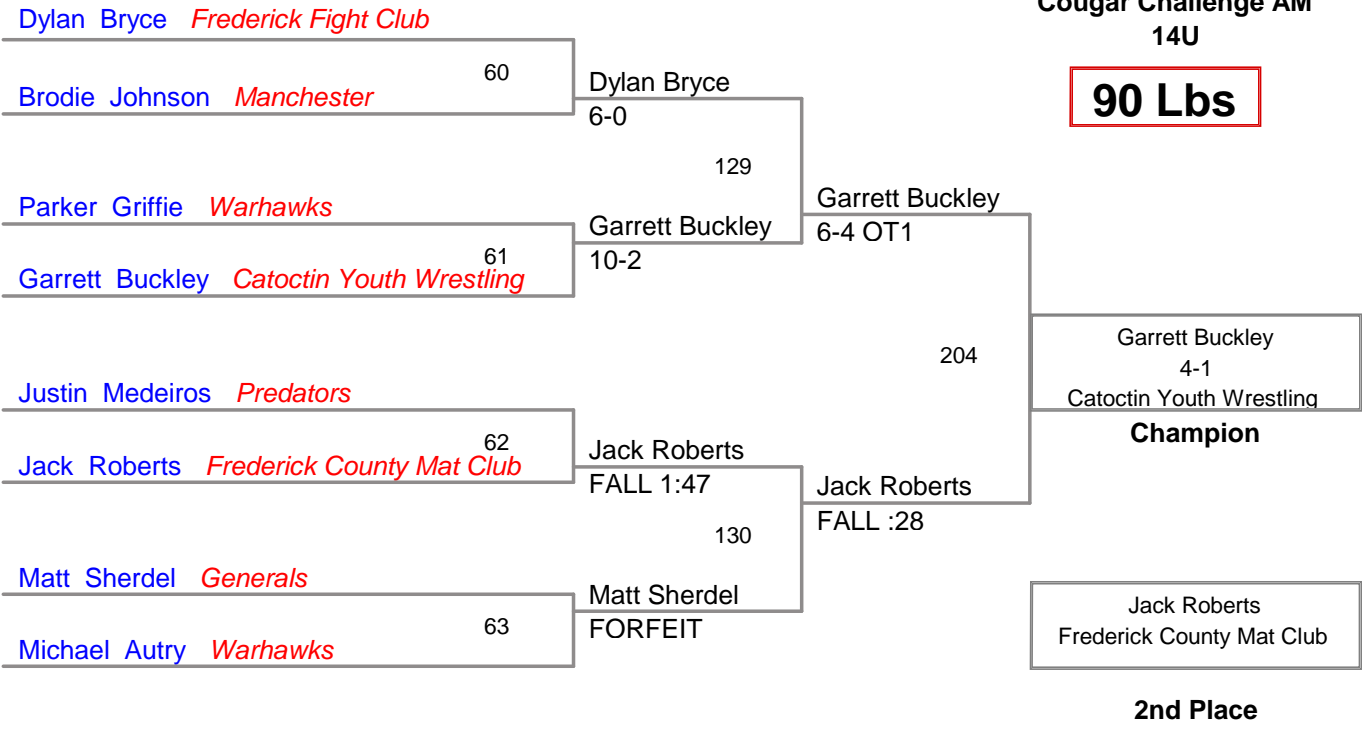 Cougar Challenge AM
14U
90 Lbs
Dylan Bryce Frederick Fight Club
60
Brodie Johnson Manchester
Dylan Bryce
6-0
129
Parker Griffie Warhawks
61
Garrett Buckley Catoctin Youth Wrestling
Garrett Buckley
10-2
Garrett Buckley
6-4 OT1
204
Justin Medeiros Predators
62
Jack Roberts Frederick County Mat Club
Jack Roberts
FALL 1:47
130
Matt Sherdel Generals
63
Michael Autry Warhawks
Matt Sherdel
FORFEIT
Jack Roberts
FALL :28
Garrett Buckley
4-1
Catoctin Youth Wrestling
Champion
Jack Roberts
Frederick County Mat Club
2nd Place